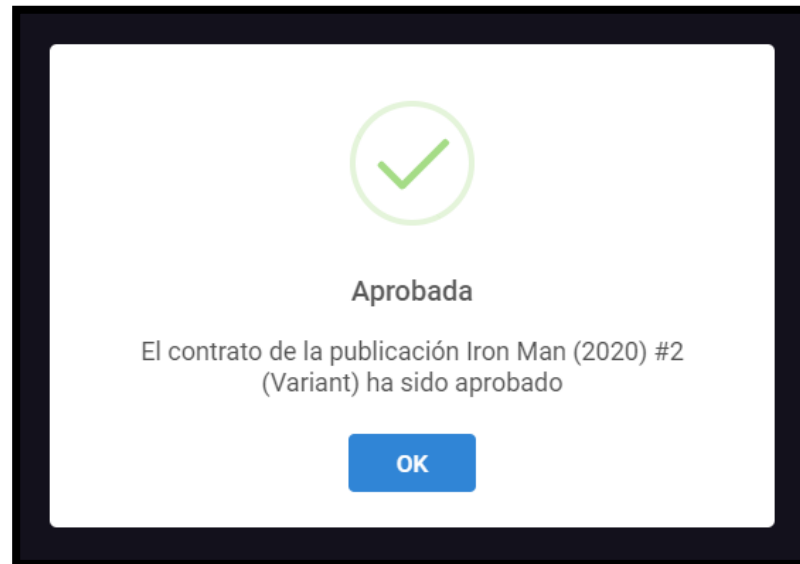 Aprobada
El contrato de la publicación Iron Man (2020) #2
(Variant) ha sido aprobado
OK